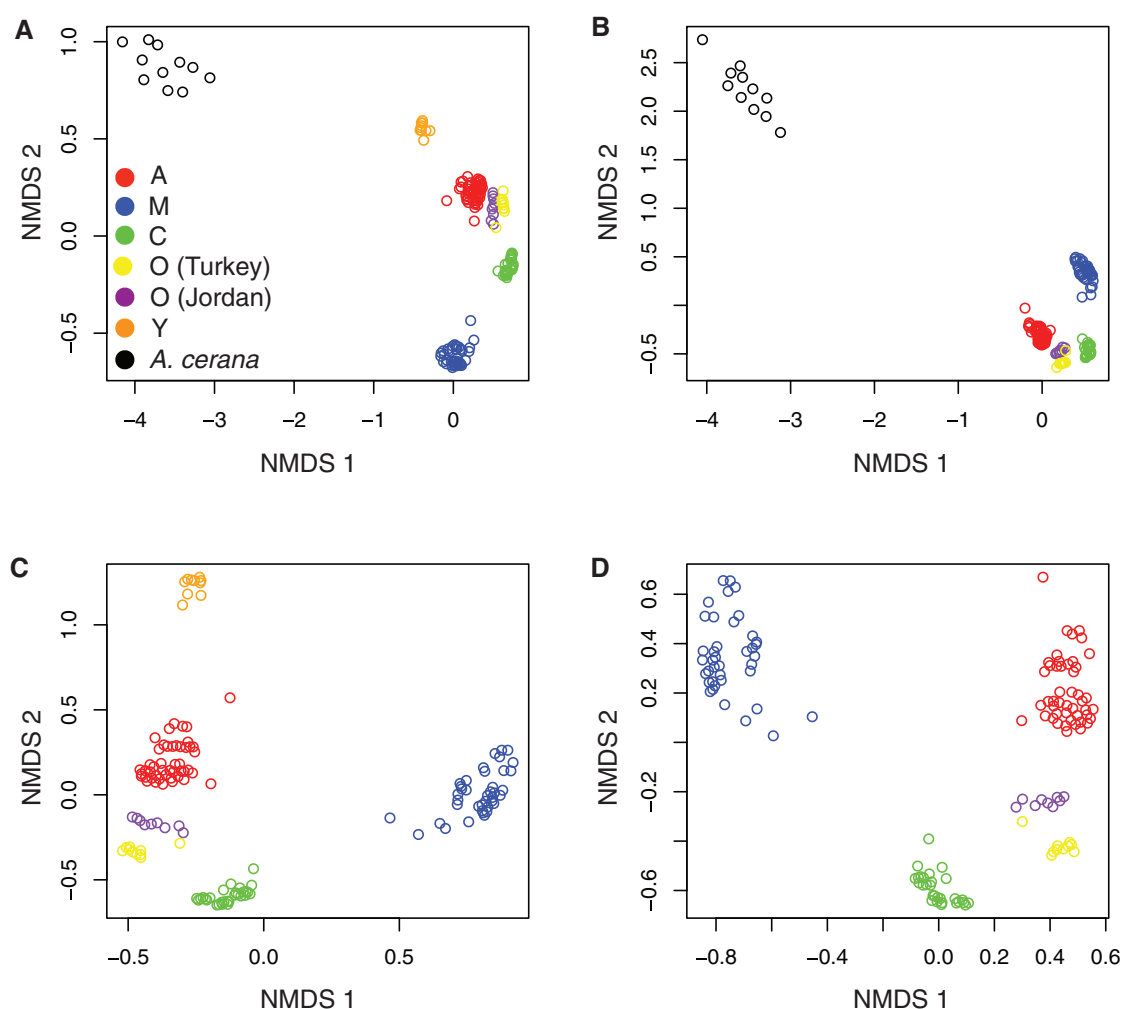 A
NMDS 2
1.0
0.5
0.0
−0.5
A
M
C
O (Turkey)
O (Jordan)
Y
A. cerana
−4 −3 −2 −1 0
NMDS 1
B
NMDS 2
2.5
2.0
1.5
1.0
0.5
−0.5
−4 −3 −2 −1 0
NMDS 1
C
NMDS 2
1.0
0.5
0.0
−0.5
−0.5 0.0 0.5
NMDS 1
D
NMDS 2
0.6
0.4
0.2
−0.2
−0.6
−0.8 −0.4 0.0 0.2 0.4 0.6
NMDS 1